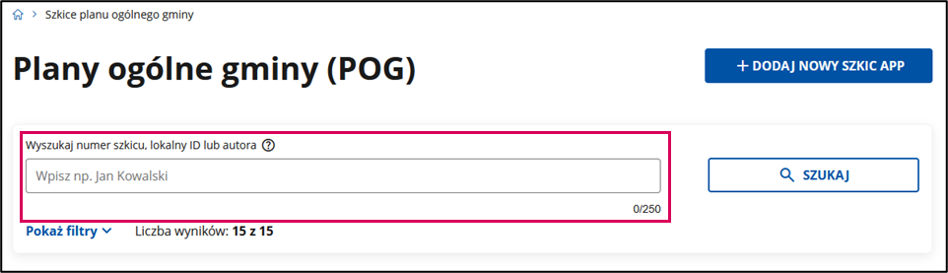 Szkice planu ogólnego gminy
Plany ogólne gminy (POG)
+ DODAJ NOWY SZKIC APP
Wyszukaj numer szkicu, lokalny ID lub autora ?
Wpisz np. Jan Kowalski
SZUKAJ
0/250
Pokaż filtry Liczba wyników: 15 z 15